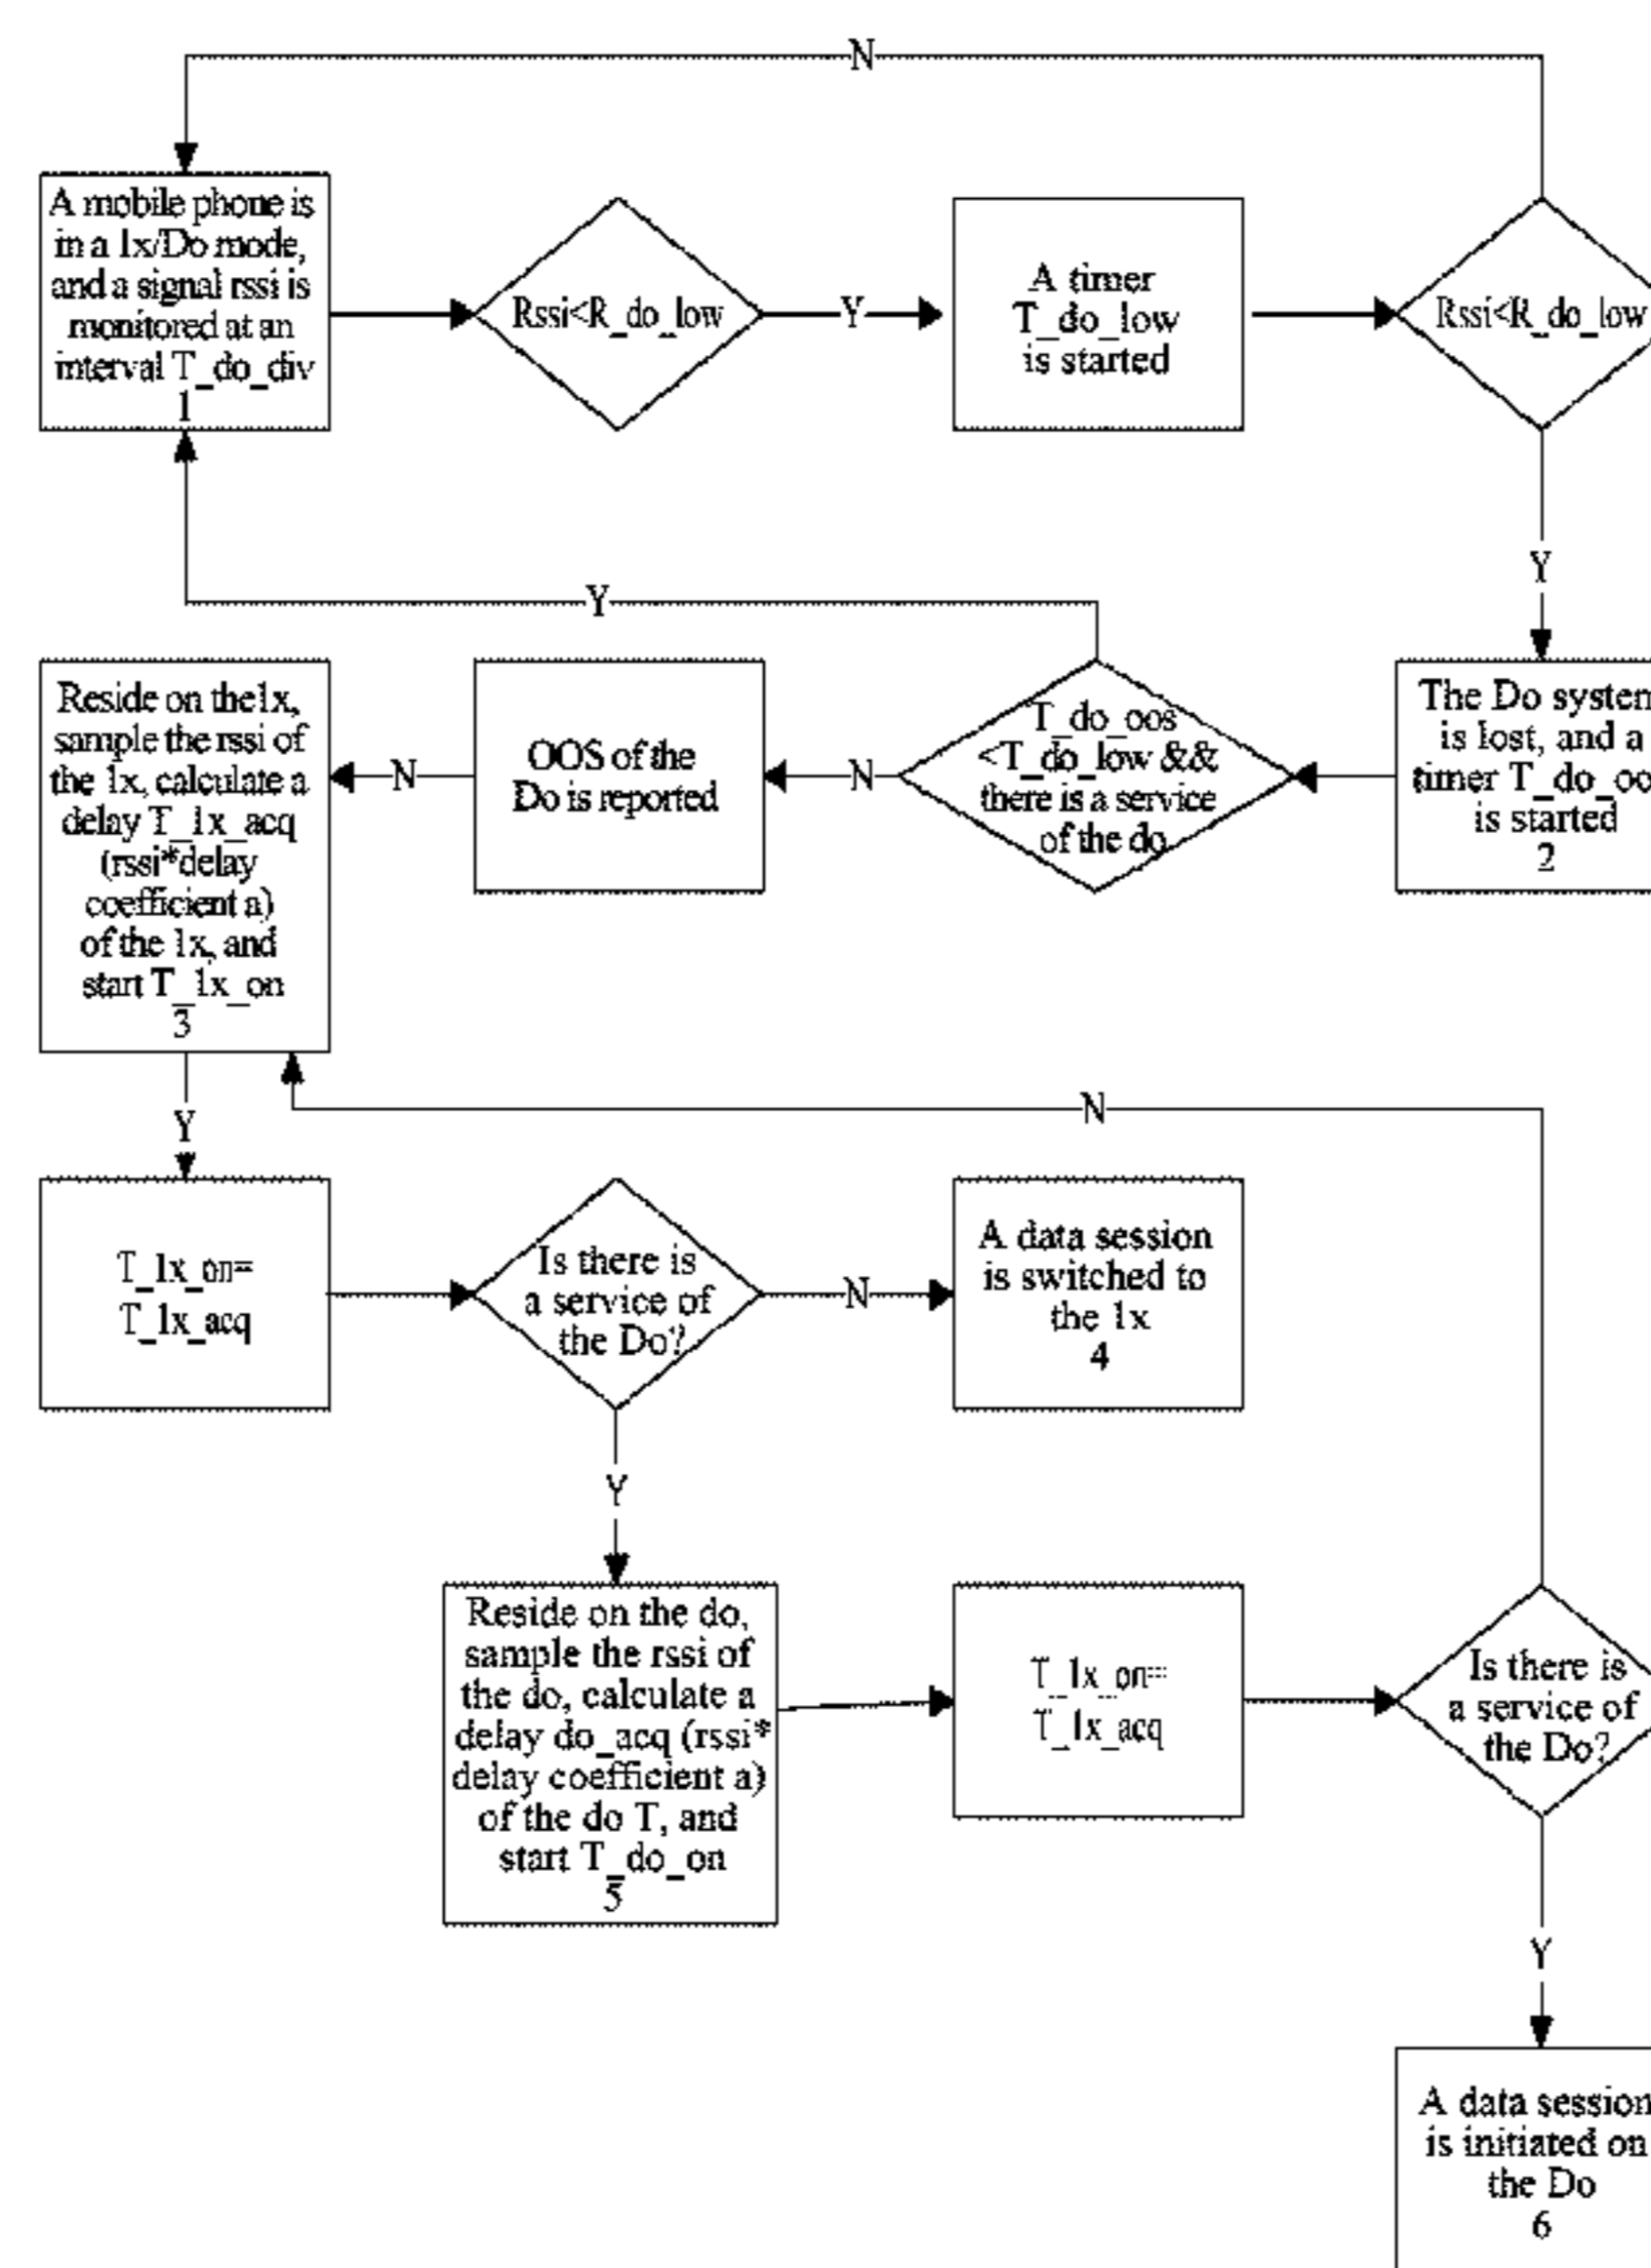 N
A mobile phone is
in a 1x/Do mode,
and a signal rssi is
monitored at an
interval T_do_div
1
Rssi<R_do_low
Y
A timer
T_do_low
is started
Rssi<R_do_low
Y
Y
Reside on the1x,
sample the rssi of
the 1x, calculate a
delay T_1x_acq
(rssi*delay
coefficient a)
of the 1x, and
start T_1x_on
3
N
OOS of the
Do is reported
N
T_do_oos
<T_do_low &&
there is a service
of the do
The Do system
is lost, and a
timer T_do_oo
is started
2
N
Y
T_1x_on=
T_1x_acq
Is there is
a service of
the Do?
N
A data session
is switched to
the 1x
4
Y
Reside on the do,
sample the rssi of
the do, calculate a
delay do_acq (rssi*
delay coefficient a)
of the do T, and
start T_do_on
5
T_1x_on=
T_1x_acq
Is there is
a service of
the Do?
Y
A data session
is initiated on
the Do
6